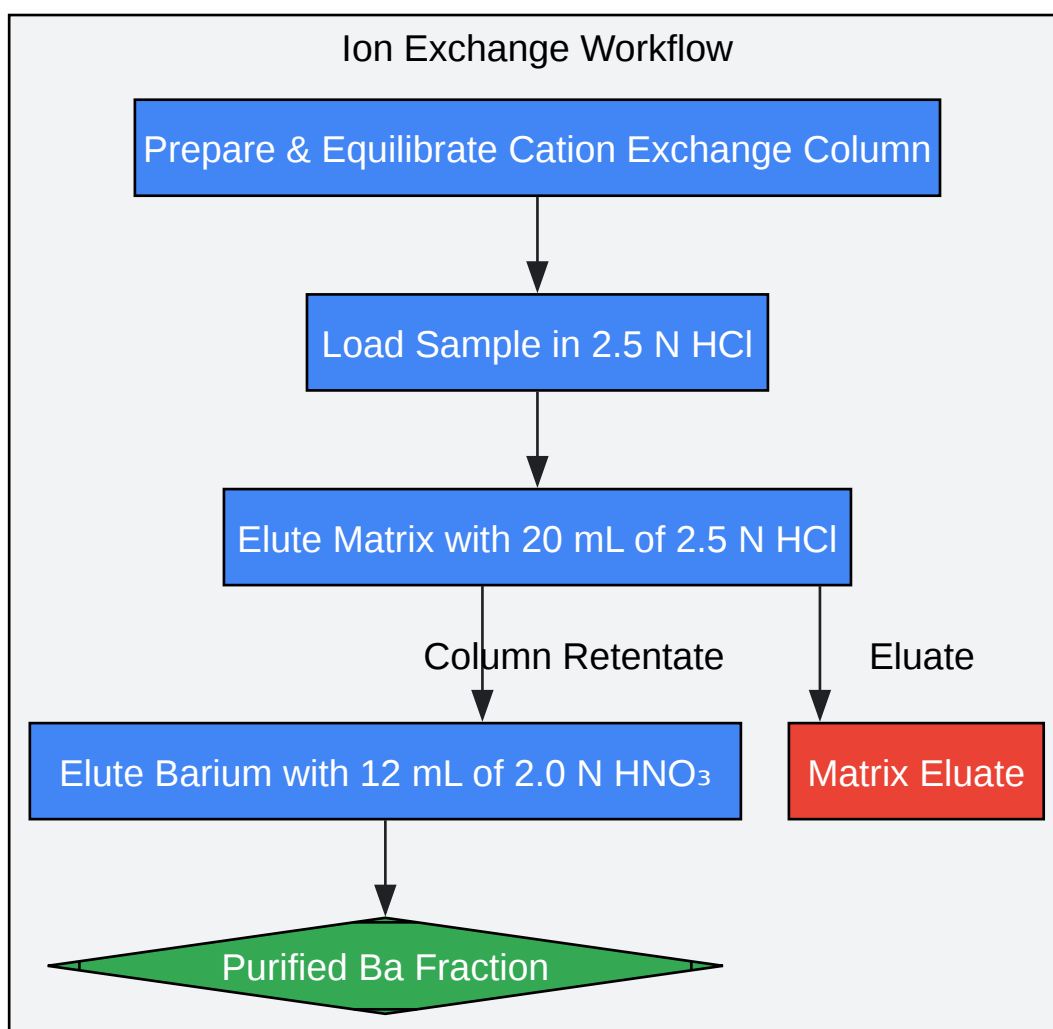 Ion Exchange Workflow
Prepare & Equilibrate Cation Exchange Column
Load Sample in 2.5 N HCl
Elute Matrix with 20 mL of 2.5 N HCl
Column Retentate
Eluate
Elute Barium with 12 mL of 2.0 N HNO₃
Matrix Eluate
Purified Ba Fraction